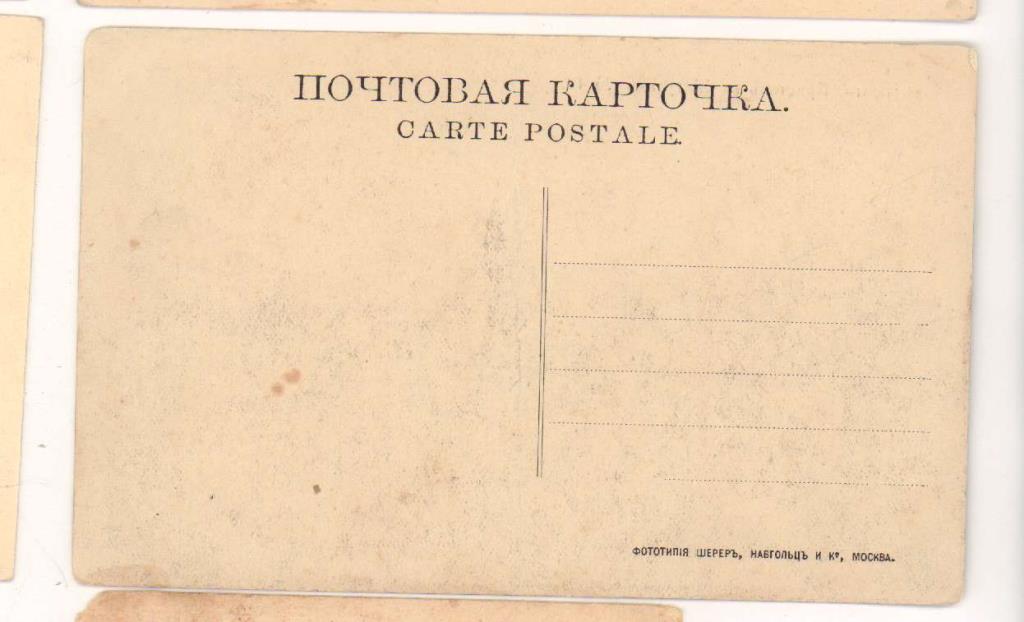 ПОЧТОВАЯ КАРТОЧКА.
CARTE POSTALE.
ФОТОТИПІЯ ШЕРЕРЪ, НАБГОЛЬЦЪ И Кº, МОСКВА.